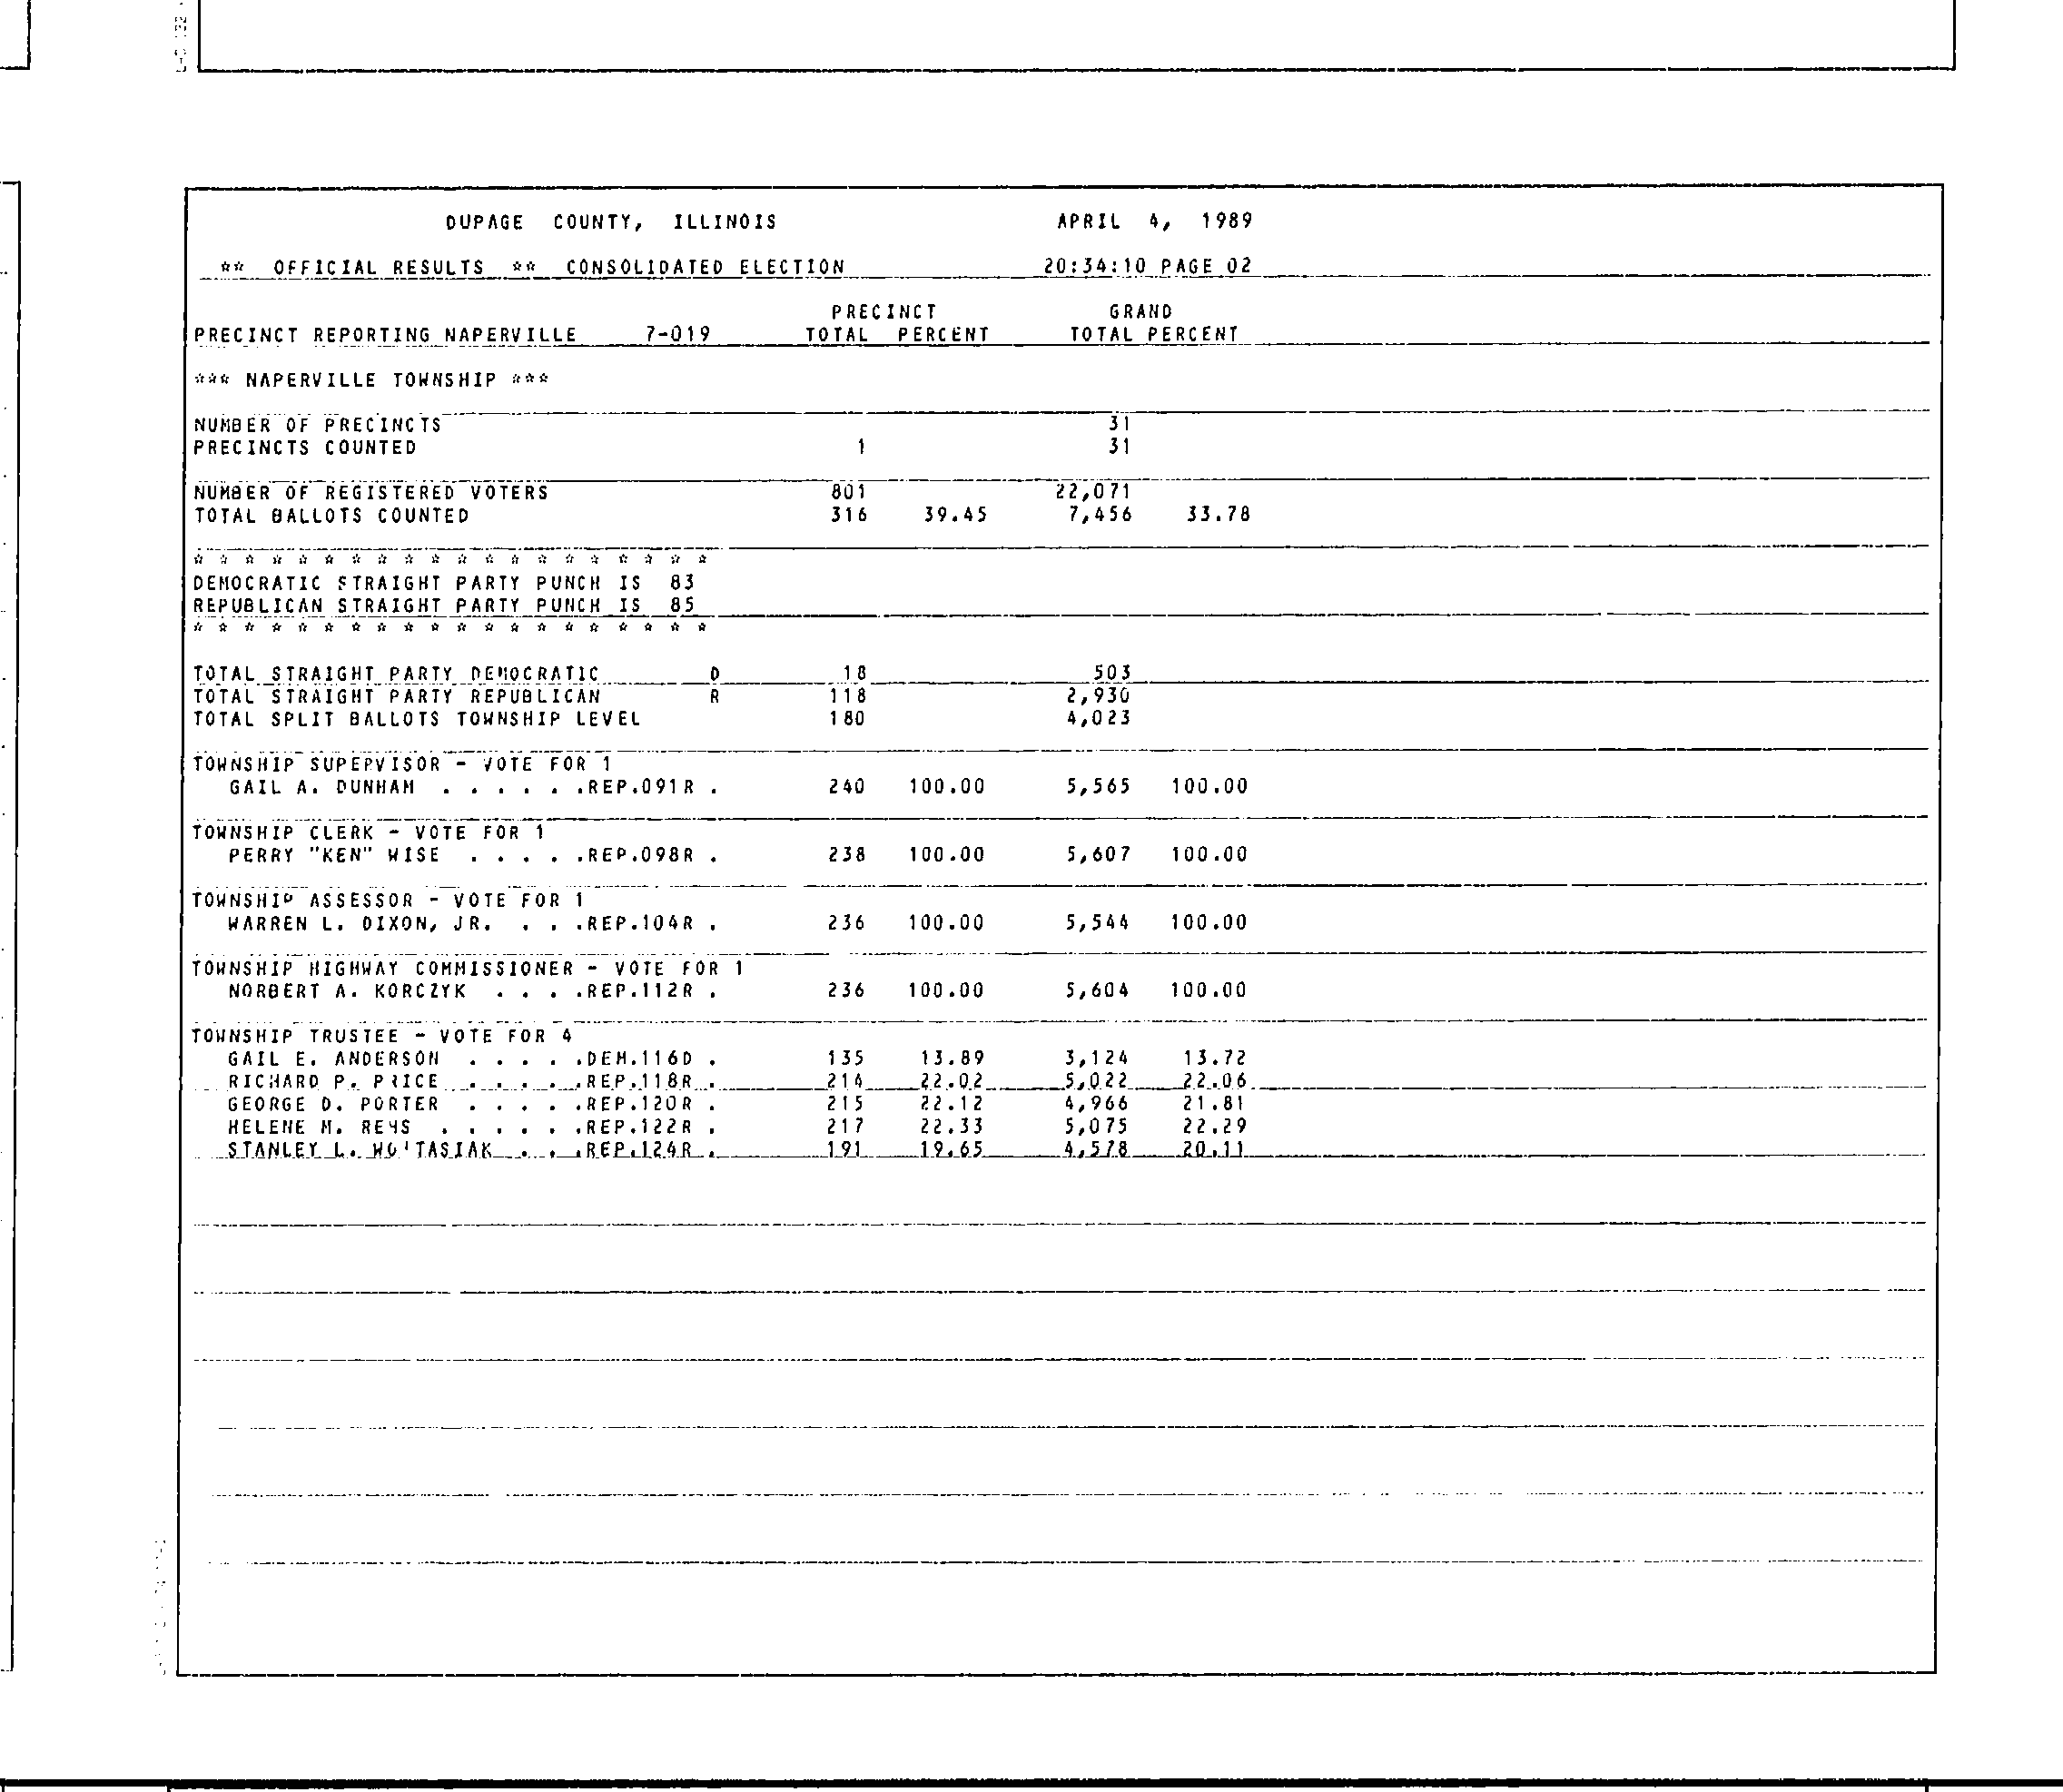 DUPAGE COUNTY, ILLINOIS APRIL 4, 1989
** OFFICIAL RESULTS ** CONSOLIDATED ELECTION 20:34:10 PAGE 02
PRECINCT GRAND
PRECINCT REPORTING NAPERVILLE 7-019 TOTAL PERCENT TOTAL PERCENT
*** NAPERVILLE TOWNSHIP ***
NUMBER OF PRECINCTS 31
PRECINCTS COUNTED 1 31
NUMBER OF REGISTERED VOTERS 801 22,071
TOTAL BALLOTS COUNTED 316 39.45 7,456 33.78
* * * * * * * * * * * * * * * * * * * *
DEMOCRATIC STRAIGHT PARTY PUNCH IS 83
REPUBLICAN STRAIGHT PARTY PUNCH IS 85
* * * * * * * * * * * * * * * * * * * *
TOTAL STRAIGHT PARTY DEMOCRATIC D 18 503
TOTAL STRAIGHT PARTY REPUBLICAN R 118 2,930
TOTAL SPLIT BALLOTS TOWNSHIP LEVEL 180 4,023
TOWNSHIP SUPERVISOR - VOTE FOR 1
GAIL A. DUNHAM . . . . . .REP.091R . 240 100.00 5,565 100.00
TOWNSHIP CLERK - VOTE FOR 1
PERRY "KEN" WISE . . . . .REP.098R . 238 100.00 5,607 100.00
TOWNSHIP ASSESSOR - VOTE FOR 1
WARREN L. DIXON, JR. . . .REP.104R . 236 100.00 5,544 100.00
TOWNSHIP HIGHWAY COMMISSIONER - VOTE FOR 1
NORBERT A. KORCZYK . . . .REP.112R . 236 100.00 5,604 100.00
TOWNSHIP TRUSTEE - VOTE FOR 4
GAIL E. ANDERSON . . . . .DEM.116D . 135 13.89 3,124 13.72
RICHARD P. PRICE . . . . .REP.118R . 214 22.02 5,022 22.06
GEORGE D. PORTER . . . . .REP.120R . 215 22.12 4,966 21.81
HELENE M. . . . . . .REP.122R . 217 22.33 5,075 22.29
STANLEY L. . . .REP.124R . 191 19.65 4,578 20.11